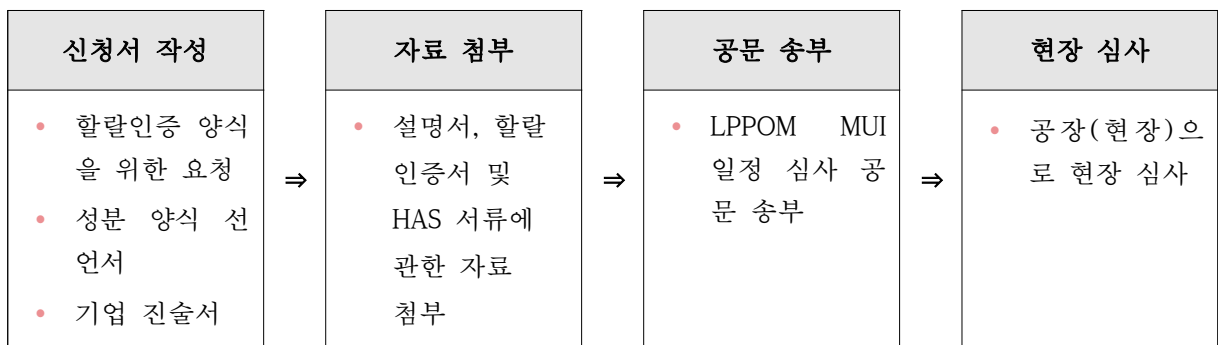 신청서 작성
• 할랄인증 양식
을 위한 요청
• 성분 양식 선
언서
• 기업 진술서
⇒
자료 첨부
• 설명서, 할랄
인증서 및
HAS 서류에
관한 자료
첨부
⇒
공문 송부
• LPPOM MUI
일정 심사 공
문 송부
⇒
현장 심사
• 공장(현장)으
로 현장 심사